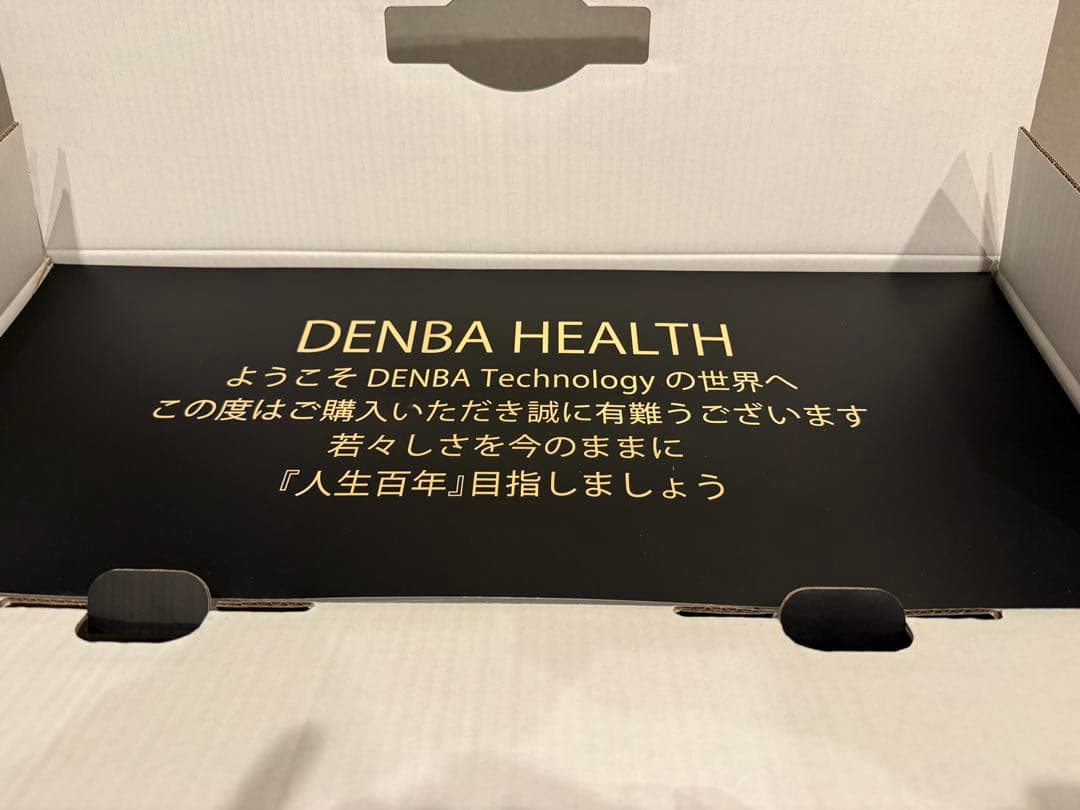 DENBA HEALTH
ようこそ DENBA Technology の世界へ
この度はご購入いただき誠に有難うございます
若々しさを今のままに
『人生百年』目指しましょう